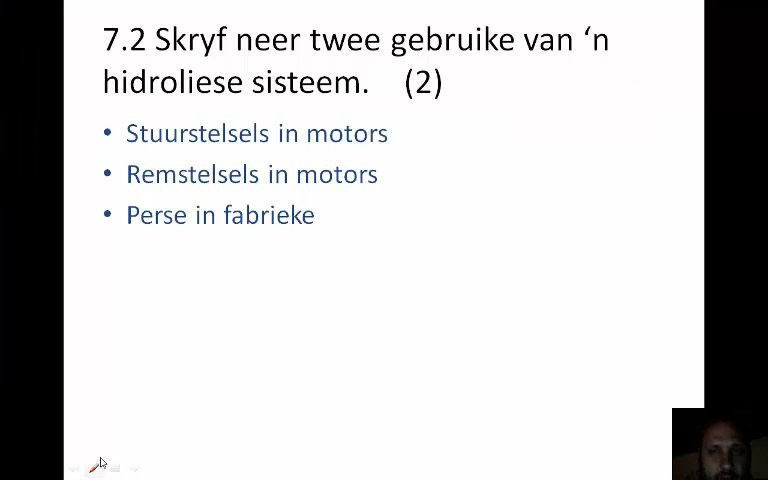 7.2 Skryf neer twee gebruike van ‘n
hidroliese sisteem. (2)
• Stuurstelsels in motors
• Remstelsels in motors
• Perse in fabrieke